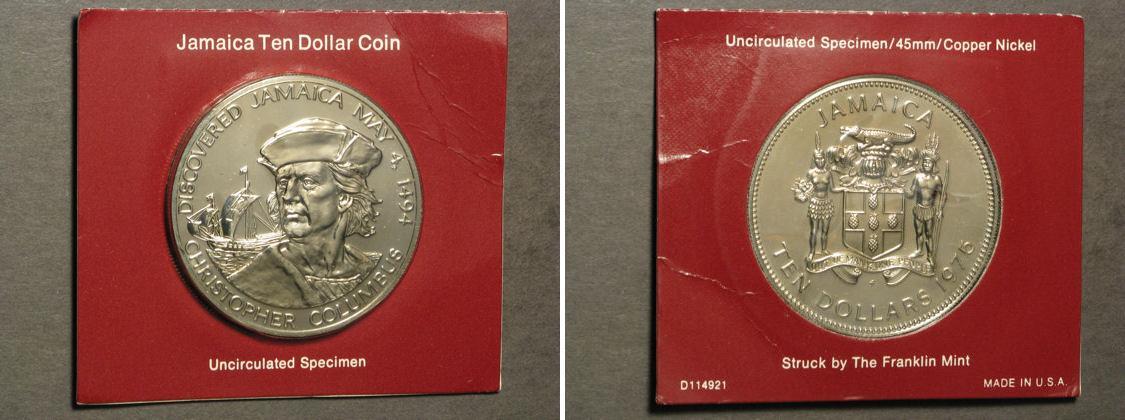 Jamaica Ten Dollar Coin
DISCOVERED JAMAICA MAY 4, 1494
CHRISTOPHER COLUMBUS
Uncirculated Specimen
Uncirculated Specimen/45mm/Copper Nickel
JAMAICA
TEN DOLLARS 1976
Struck by The Franklin Mint
D114921
MADE IN U.S.A.